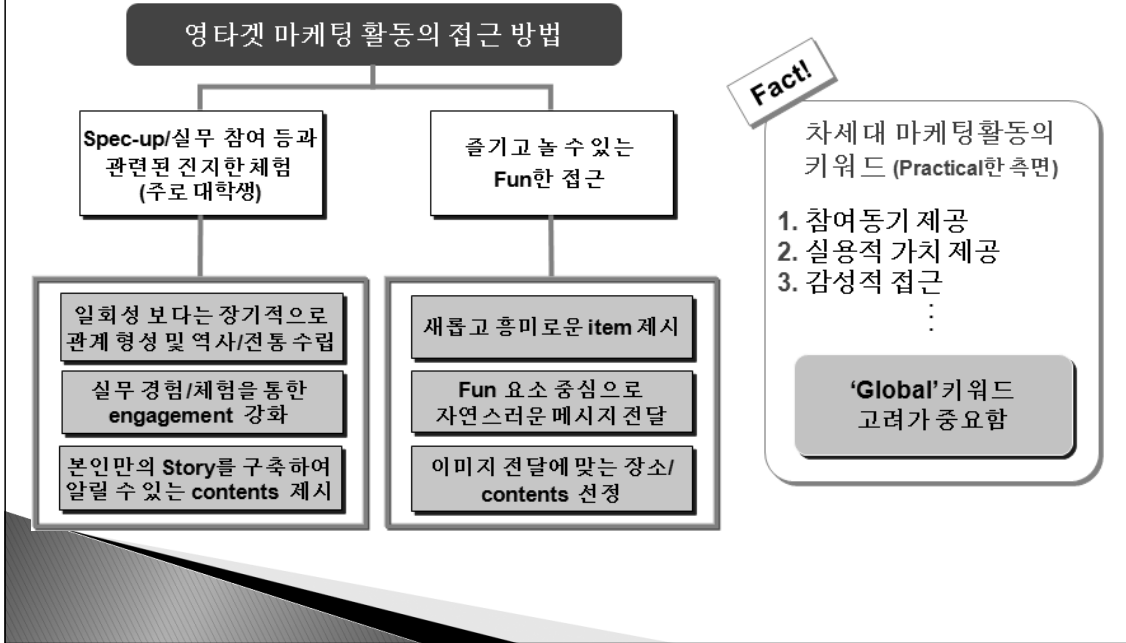 영타겟 마케팅 활동의 접근 방법
Spec-up/실무 참여 등과
관련된 진지한 체험
(주로 대학생)
일회성 보다는 장기적으로
관계 형성 및 역사/전통 수립
실무 경험/체험을 통한
engagement 강화
본인만의 Story를 구축하여
알릴 수 있는 contents 제시
즐기고 놀 수 있는
Fun한 접근
새롭고 흥미로운 item 제시
Fun 요소 중심으로
자연스러운 메시지 전달
이미지 전달에 맞는 장소/
contents 선정
Fact!
차세대 마케팅활동의
키워드 (Practical한 측면)
1. 참여동기 제공
2. 실용적 가치 제공
3. 감성적 접근
⋮
‘Global’키워드
고려가 중요함